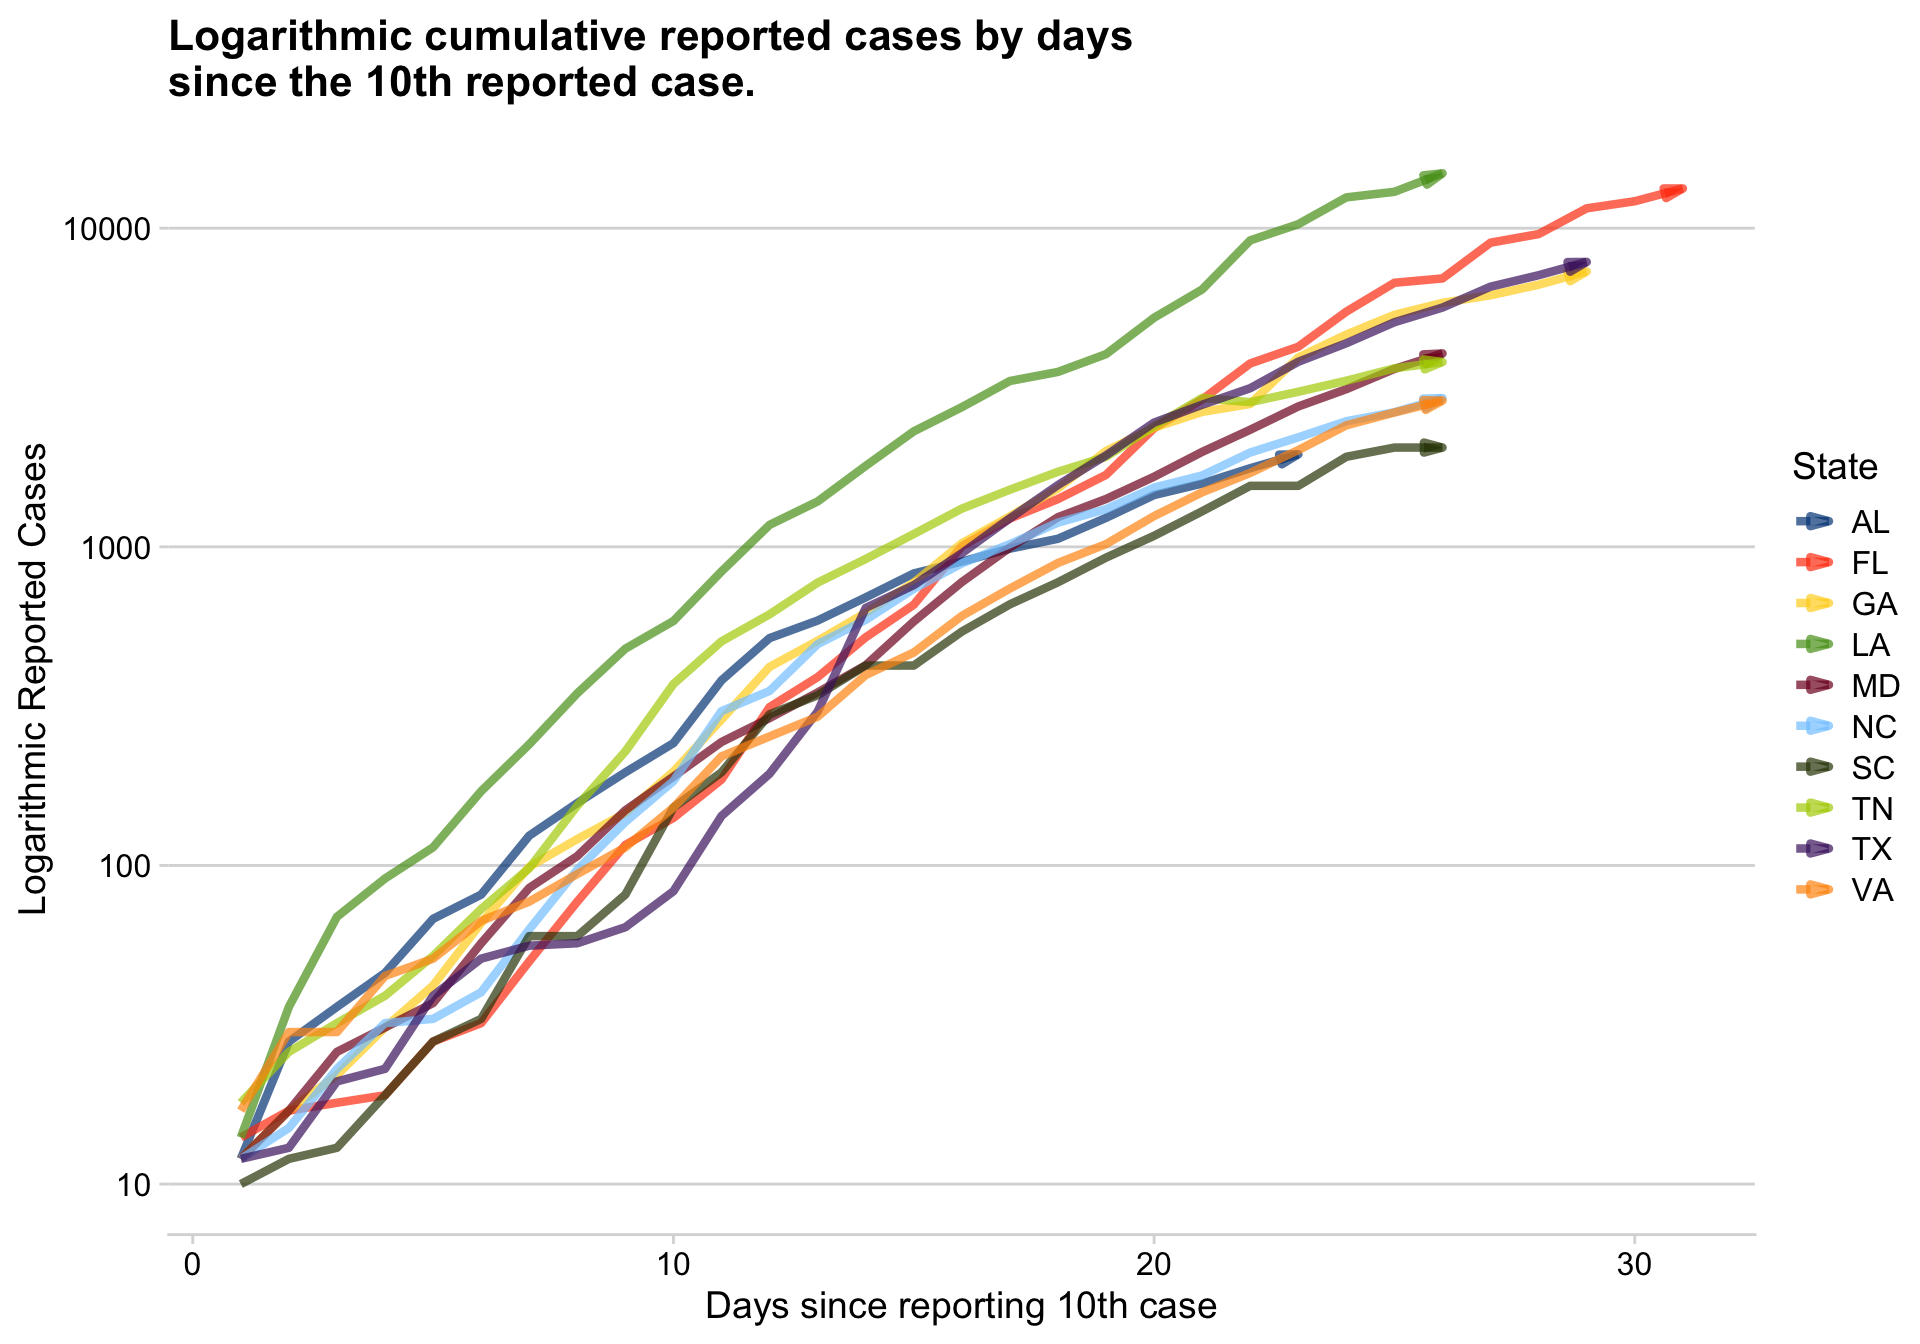 Logarithmic cumulative reported cases by days
since the 10th reported case.
10000
1000
100
10
Logarithmic Reported Cases
0
10
20
30
Days since reporting 10th case
State
AL
FL
GA
LA
MD
NC
SC
TN
TX
VA